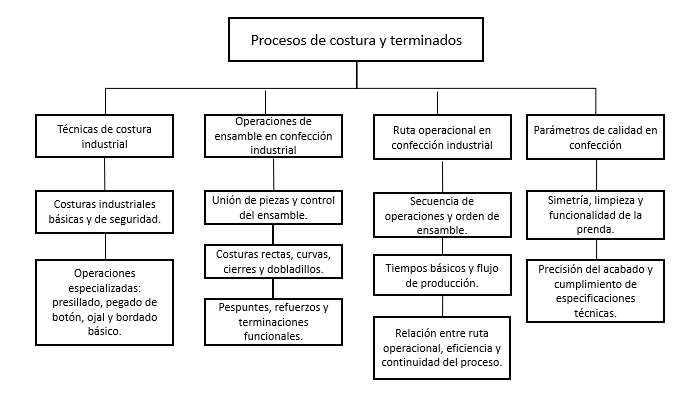 Procesos de costura y terminados
Técnicas de costura
industrial
Costuras industriales
básicas y de seguridad.
Operaciones
especializadas:
presillado, pegado de
botón, ojal y bordado
básico.
Operaciones de
ensamble en confección
industrial
Unión de piezas y control
del ensamble.
Costuras rectas, curvas,
cierres y dobladillos.
Pespuntes, refuerzos y
terminaciones
funcionales.
Ruta operacional en
confección industrial
Secuencia de
operaciones y orden de
ensamble.
Tiempos básicos y flujo
de producción.
Relación entre ruta
operacional, eficiencia y
continuidad del proceso.
Parámetros de calidad en
confección
Simetría, limpieza y
funcionalidad de la
prenda.
Precisión del acabado y
cumplimiento de
especificaciones
técnicas.